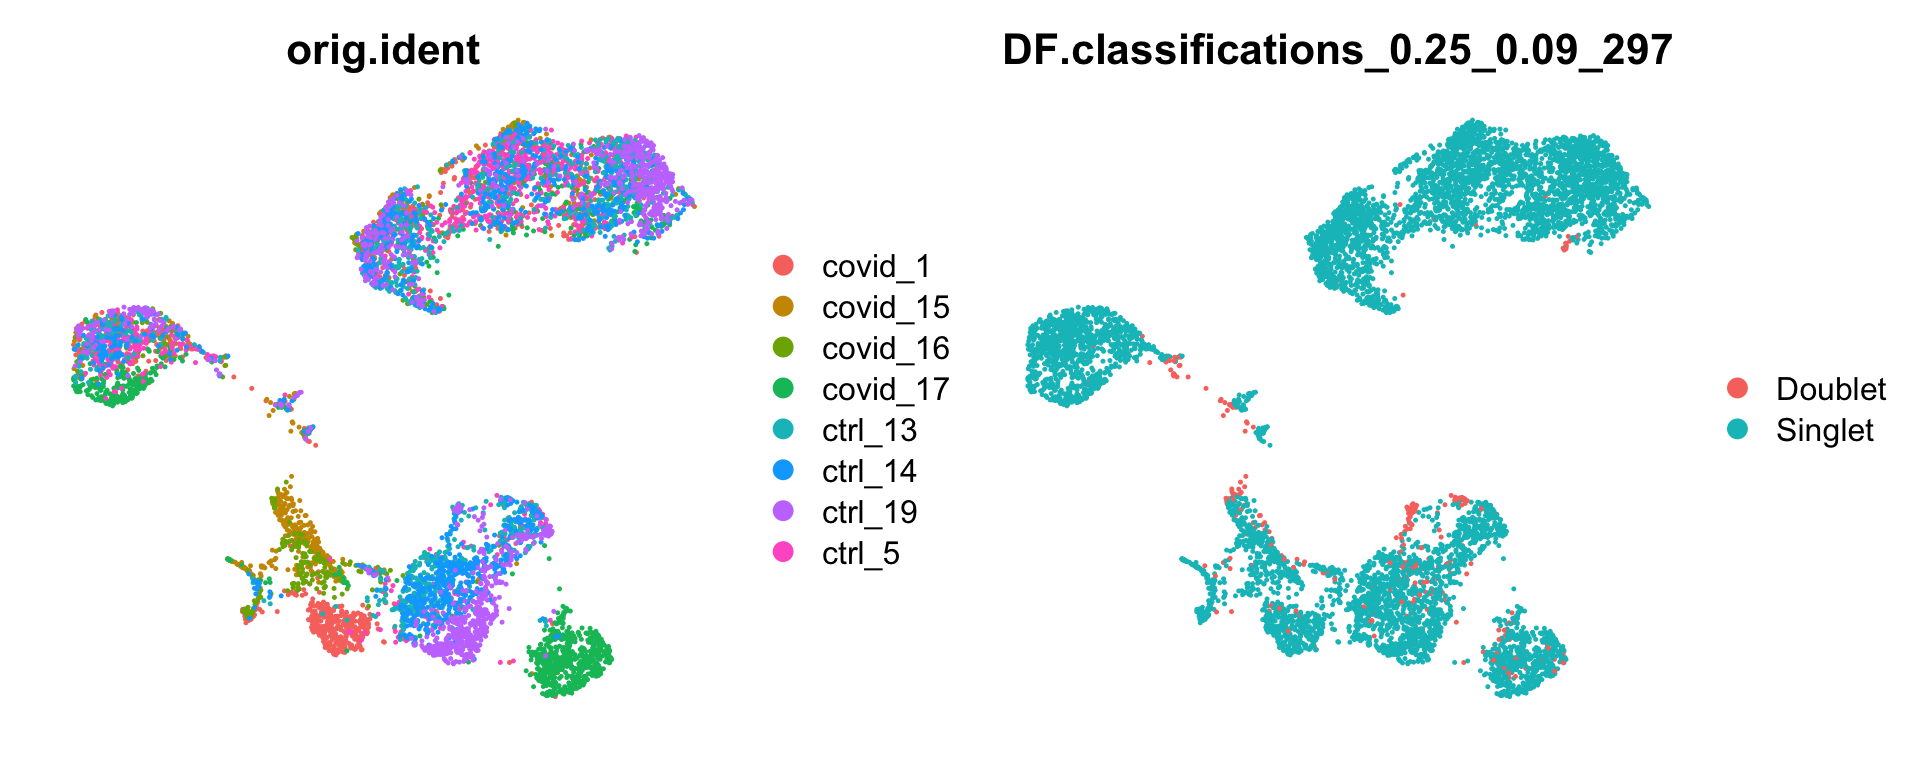 orig.ident
covid_1
covid_15
covid_16
covid_17
ctrl_13
ctrl_14
ctrl_19
ctrl_5
DF.classifications_0.25_0.09_297
Doublet
Singlet